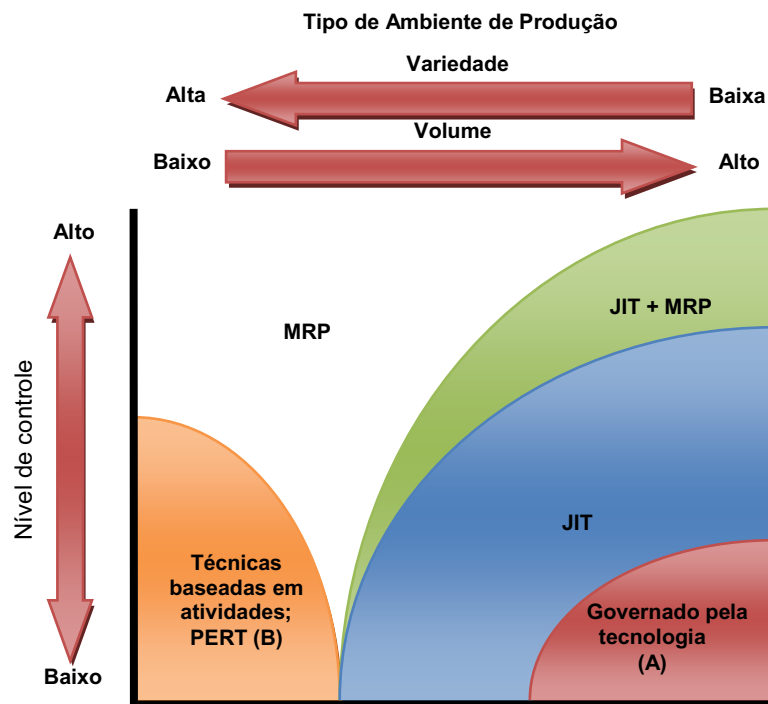 Tipo de Ambiente de Produção
Variedade
Alta
Baixa
Volume
Baixo
Alto
Alto
Nível de controle
Baixo
MRP
JIT + MRP
JIT
Técnicas
baseadas em
atividades;
PERT (B)
Governado pela
tecnologia
(A)